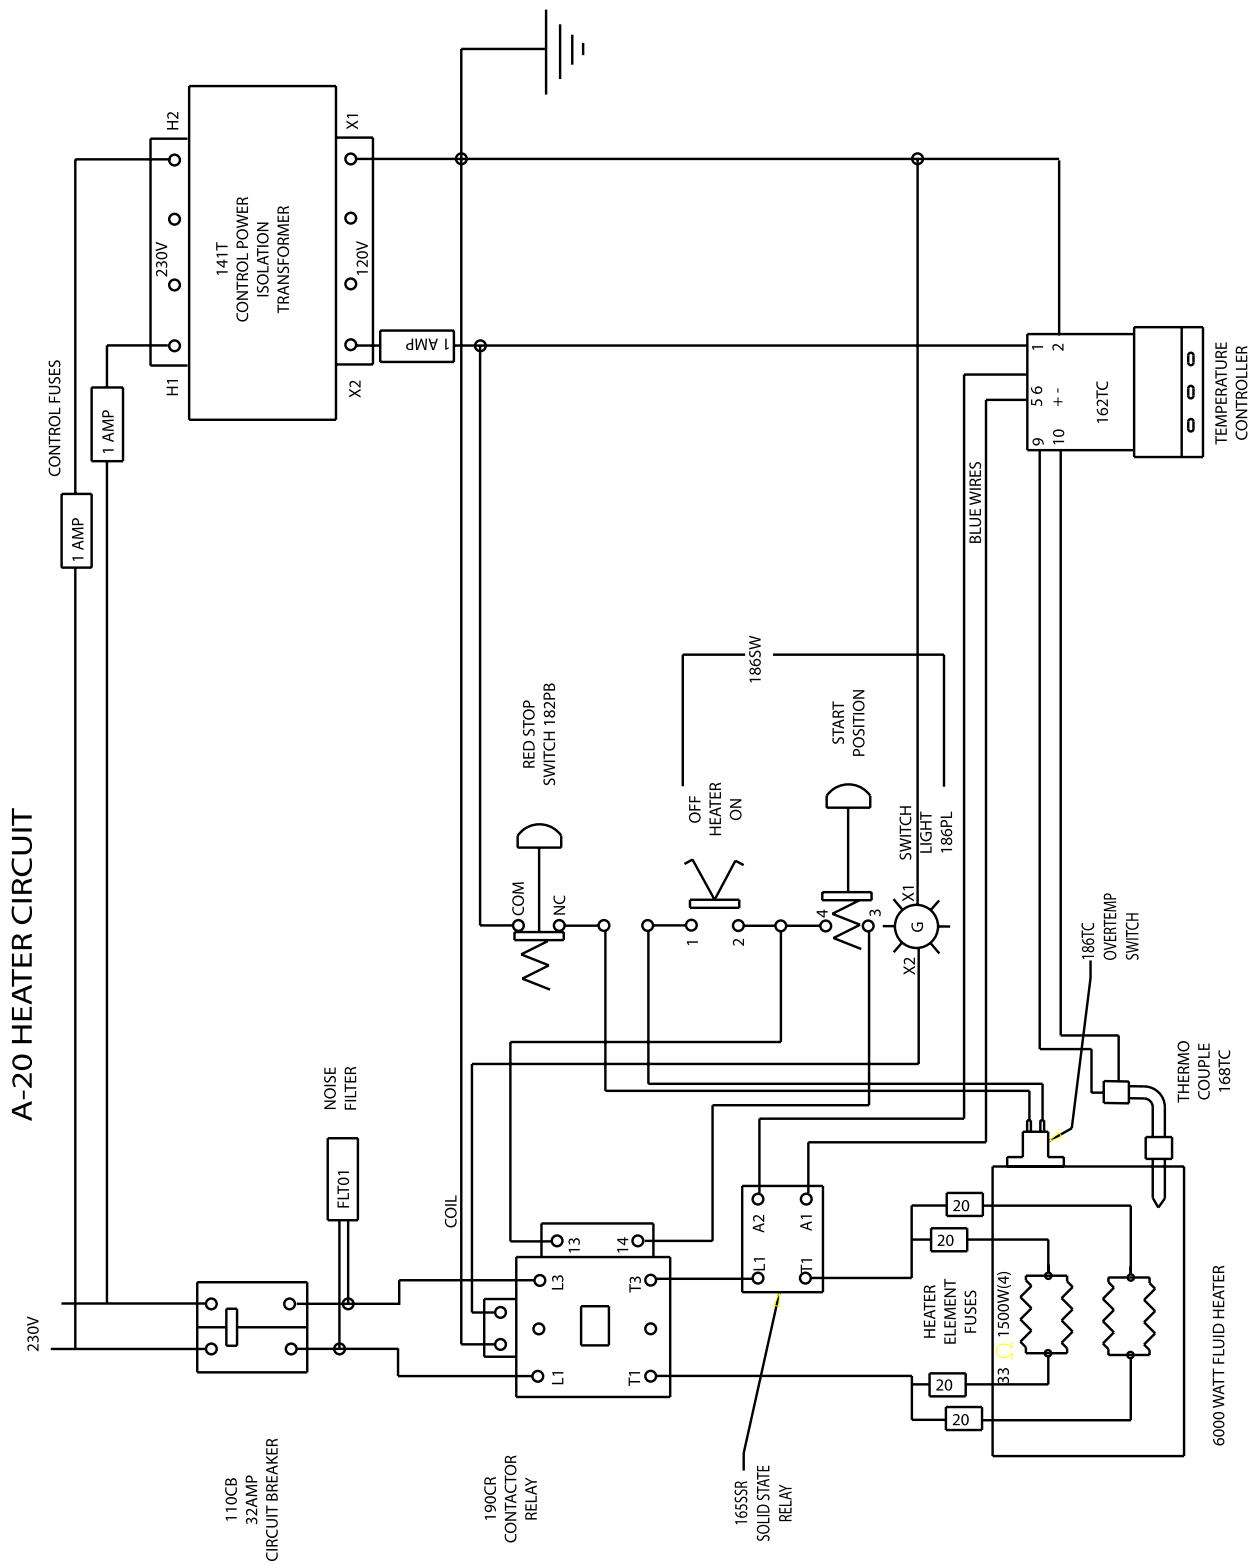 A-20 HEATER CIRCUIT
230V
110CB
32AMP
CIRCUIT BREAKER
NOISE
FILTER
FLT01
CONTROL FUSES
1 AMP
1 AMP
H1
230V
H2
141T
CONTROL POWER
ISOLATION
TRANSFORMER
X2
120V
X1
1 AMP
190CR
CONTACTOR
RELAY
COIL
L1
L3
T1
T3
13
14
RED STOP
SWITCH 182PB
COM
NC
OFF
HEATER
ON
1
2
186SW
START
POSITION
4
3
SWITCH
LIGHT
186PL
X2
G
X1
165SSR
SOLID STATE
RELAY
L1
A2
T1
A1
BLUE WIRES
9
5 6
1
10
+ -
2
162TC
TEMPERATURE
CONTROLLER
186TC
OVERTEMP
SWITCH
THERMO
COUPLE
168TC
HEATER
ELEMENT
FUSES
20
20
20
20
33 Ω 1500W(4)
6000 WATT FLUID HEATER